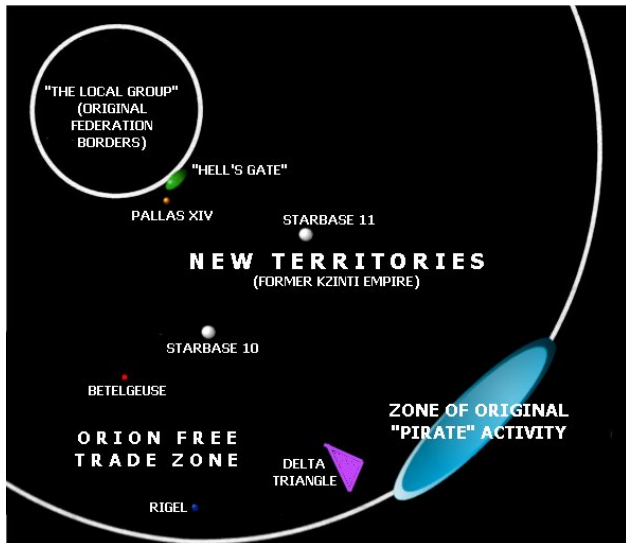 "THE LOCAL GROUP"
(ORIGINAL
FEDERATION
BORDERS)
"HELL'S GATE"
PALLAS XIV
STARBASE 11
NEW TERRITORIES
(FORMER KZINTI EMPIRE)
STARBASE 10
BETELGEUSE
ZONE OF ORIGINAL
"PIRATE" ACTIVITY
ORION FREE
TRADE ZONE
DELTA
TRIANGLE
RIGEL